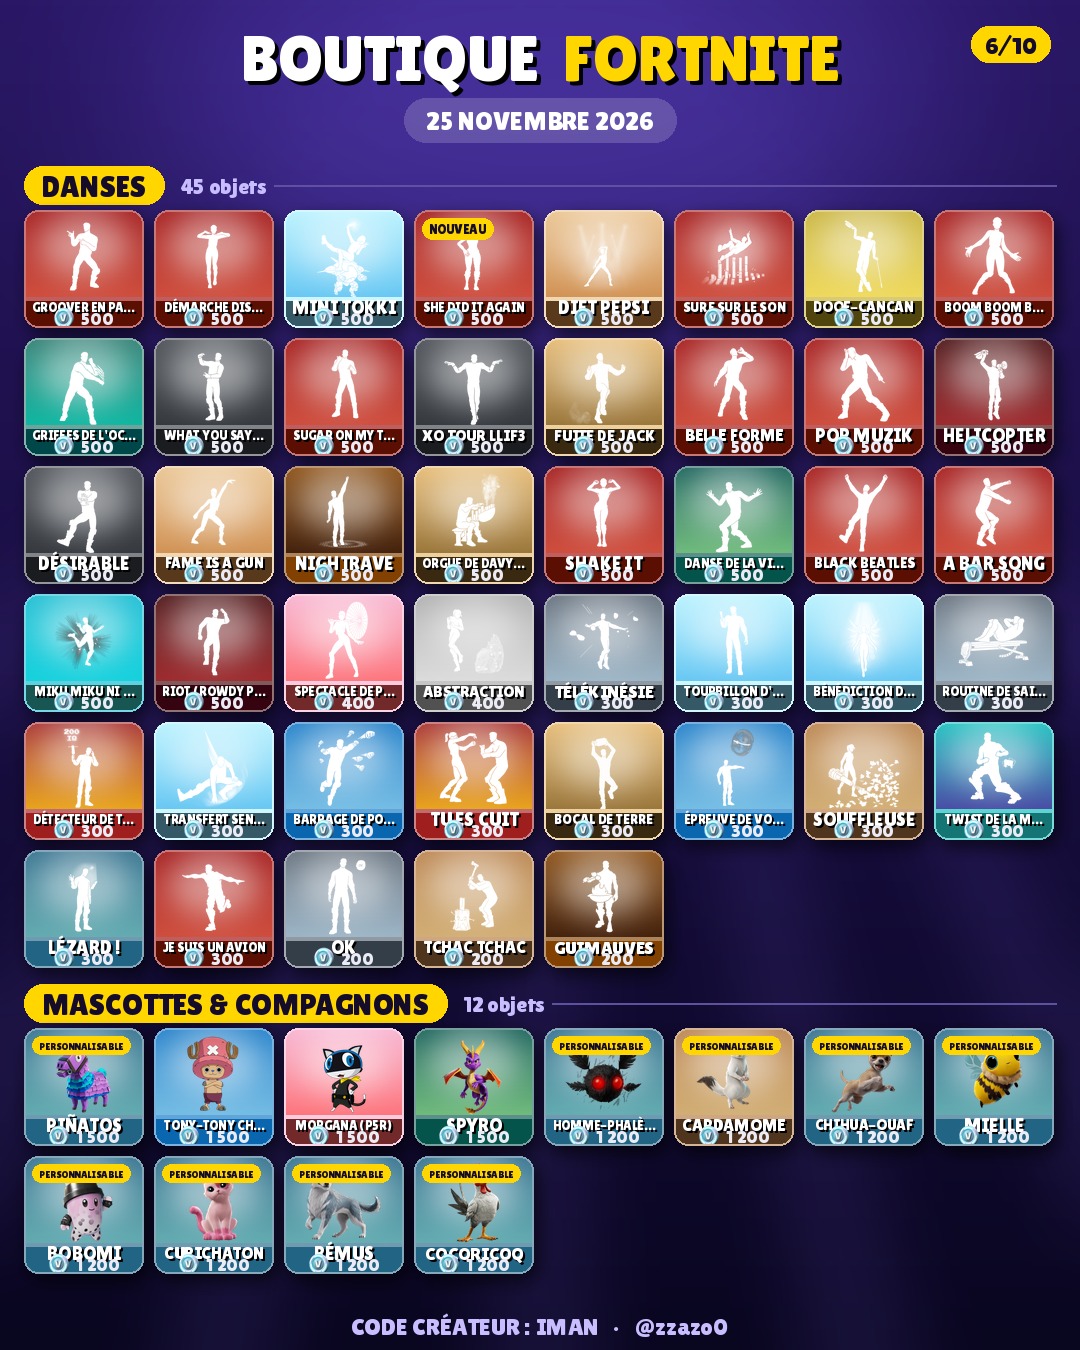 BOUTIQUE FORTNITE
6/10
25 NOVEMBRE 2026
DANSES 45 objets
NOUVEAU
GROOVER EN PA... DÉMARCHE DIS... MINI TOKKI SHE DID IT AGAIN DIET PEPSI SURF SUR LE SON DOOF-CANCAN BOOM BOOM B...
500 500 500 500 500 500 500 500
GRIFFES DE L'OC... WHAT YOU SAY... SUGAR ON MY T... XO TOUR LLIF3 FUITE DE JACK BELLE FORME POP MUZIK HELICOPTER
500 500 500 500 500 500 500 500
DÉSIRABLE FAME IS A GUN NIGHTRAVE ORGUE DE DAVY... SHAKE IT DANSE DE LA VI... BLACK BEATLES A BAR SONG
500 500 500 500 500 500 500 500
MIKU MIKU NI ... RIOT (ROWDY P... SPECTACLE DE P... ABSTRACTION TÉLÉKINÉSIE TOURBILLON D'... BÉNÉDICTION D... ROUTINE DE SAI...
500 500 400 400 300 300 300 300
200 IQ
DÉTECTEUR DE T... TRANSFERT SEN... BARRAGE DE PO... TU ES CUIT BOCAL DE TERRE ÉPREUVE DE VO... SOUFFLEUSE TWIST DE LA M...
300 300 300 300 300 300 300 300
LÉZARD ! JE SUIS UN AVION OK TCHAC TCHAC GUIMAUVES
300 300 200 200 200
MASCOTTES & COMPAGNONS 12 objets
PERSONNALISABLE PERSONNALISABLE PERSONNALISABLE PERSONNALISABLE PERSONNALISABLE
PIÑATOS TONY-TONY CH... MORGANA (P5R) SPYRO HOMME-PHALÈ... CARDAMOME CHIHUA-OUAF MIELLE
1 500 1 500 1 500 1 500 1 200 1 200 1 200 1 200
PERSONNALISABLE PERSONNALISABLE PERSONNALISABLE PERSONNALISABLE
BOBOMI CUPICHATON RÉMUS COCORICOQ
1 200 1 200 1 200 1 200
CODE CRÉATEUR : IMAN · @zzazo0